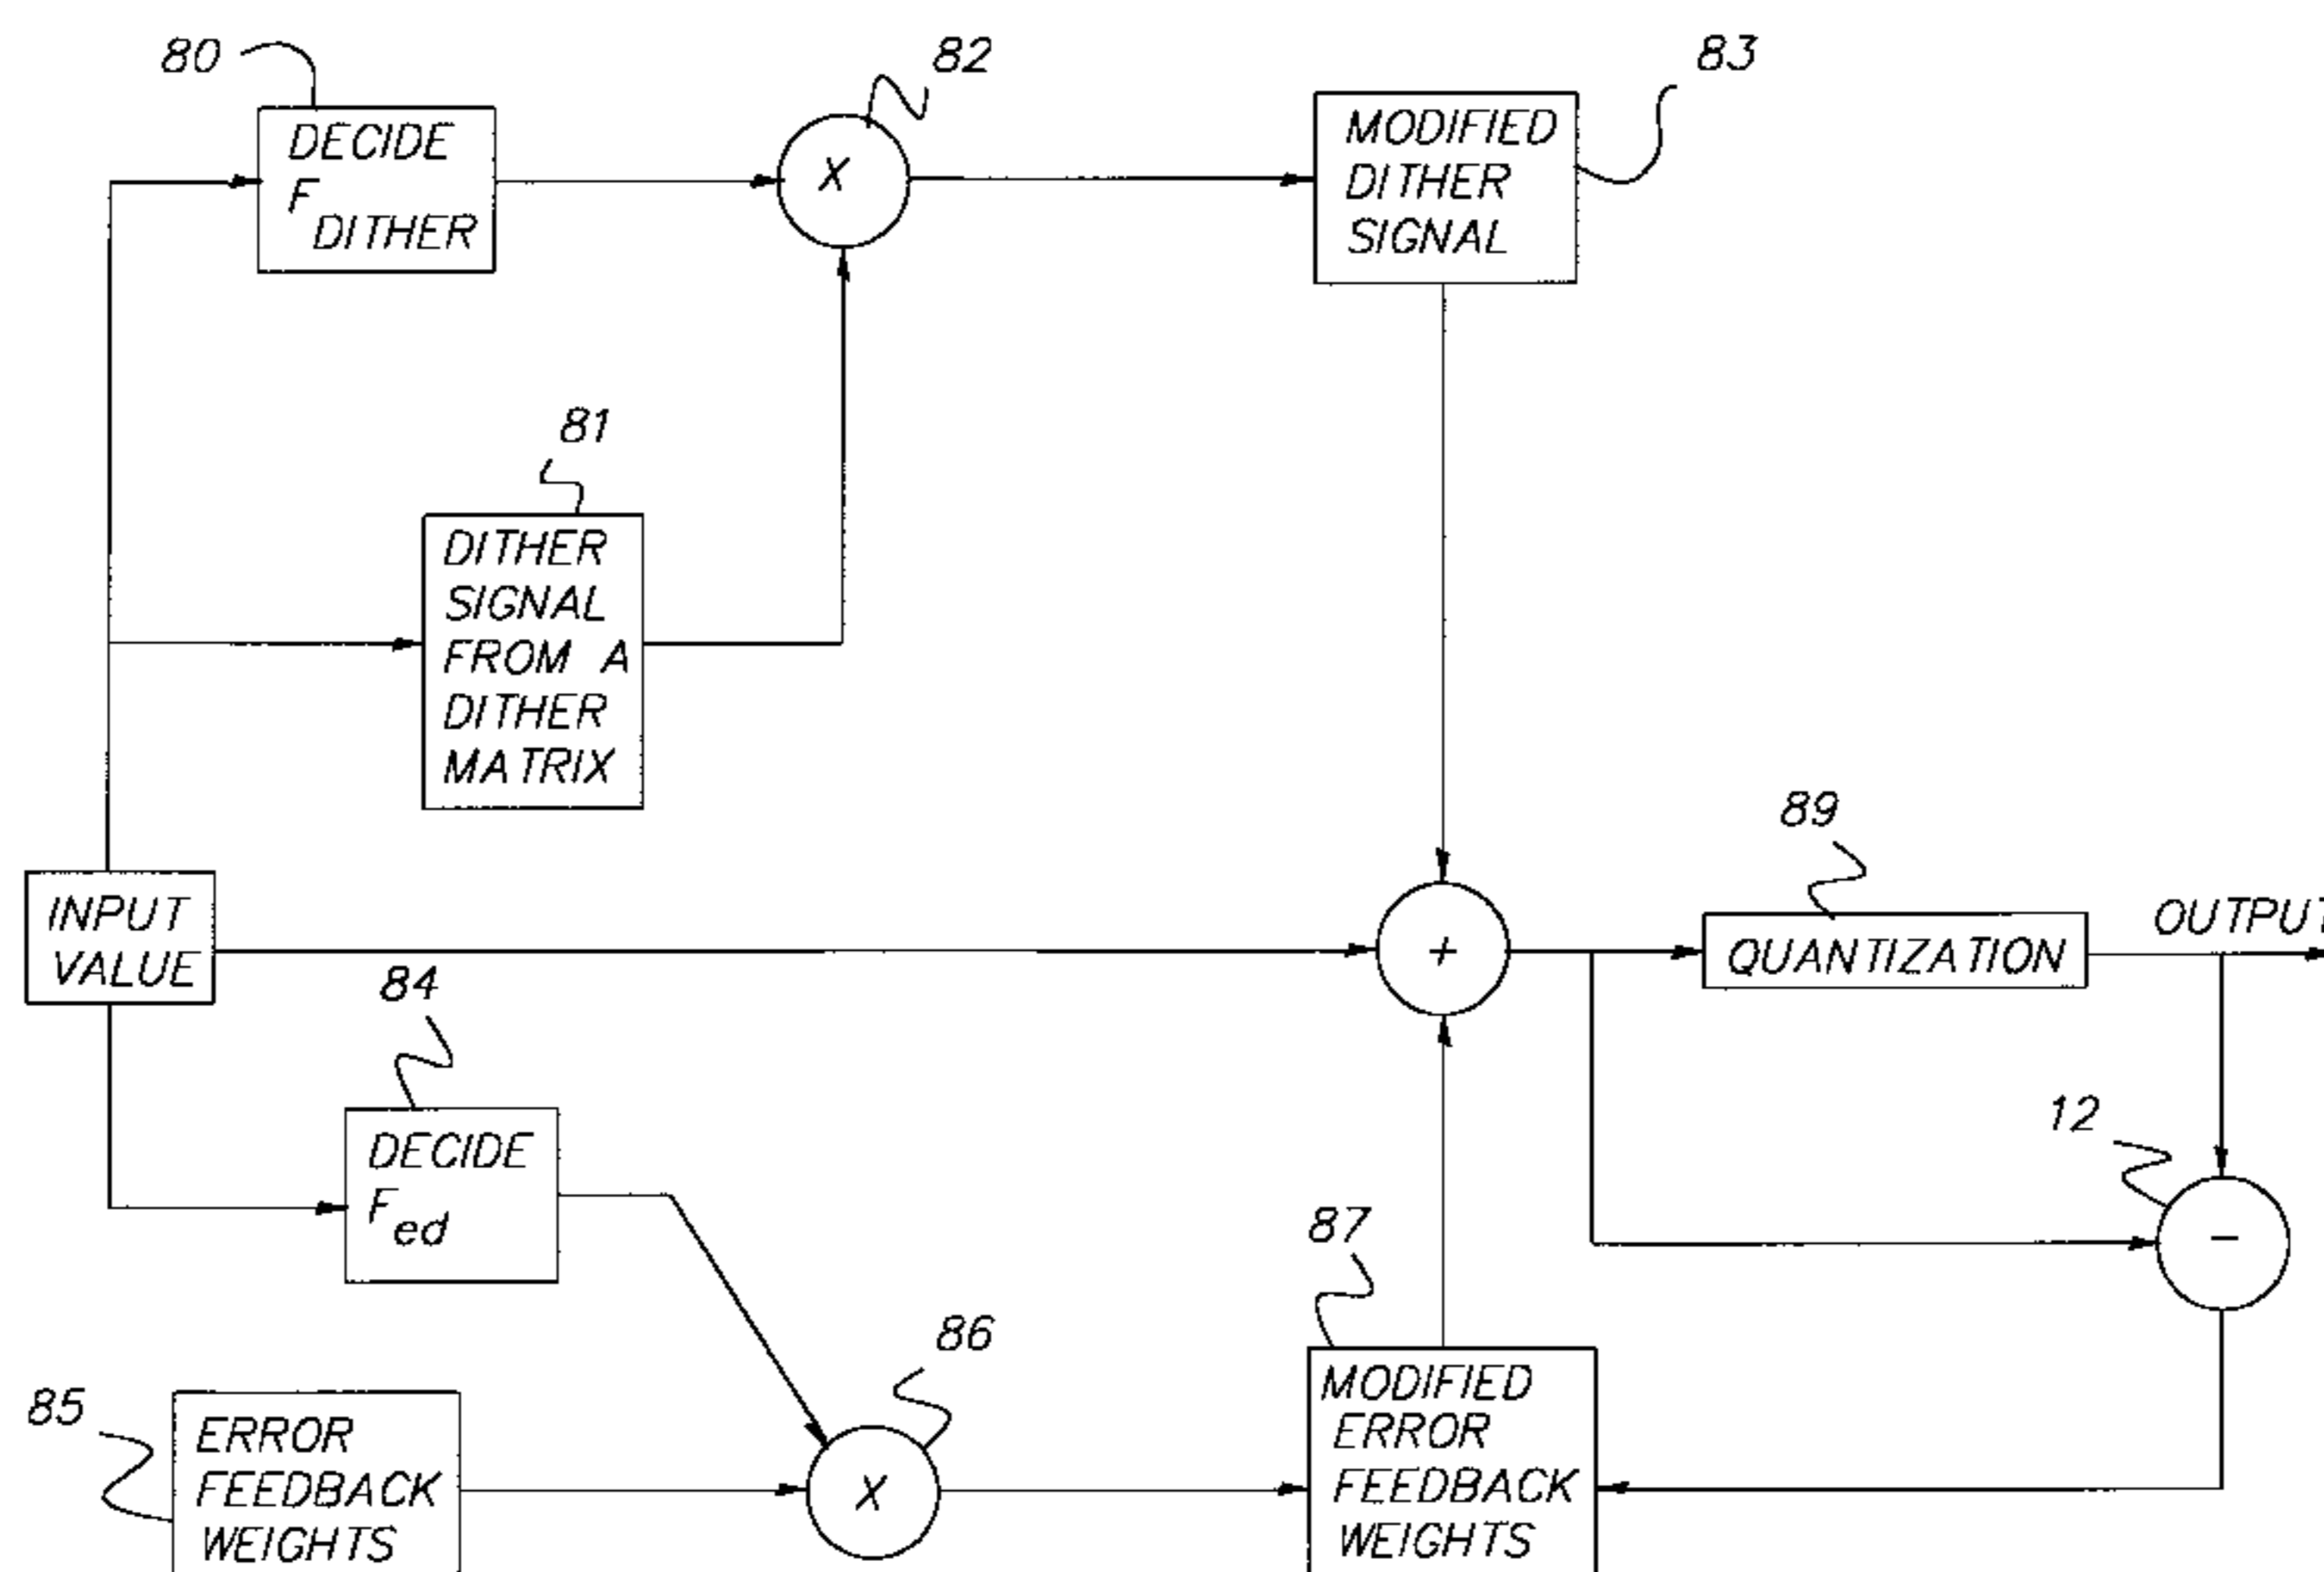 80
82
83
DECIDE
F DITHER
X
MODIFIED
DITHER
SIGNAL
81
DITHER
SIGNAL
FROM A
DITHER
MATRIX
89
INPUT
VALUE
+
QUANTIZATION
OUTPUT
84
DECIDE
Fed
12
-
87
86
85
ERROR
FEEDBACK
WEIGHTS
X
MODIFIED
ERROR
FEEDBACK
WEIGHTS